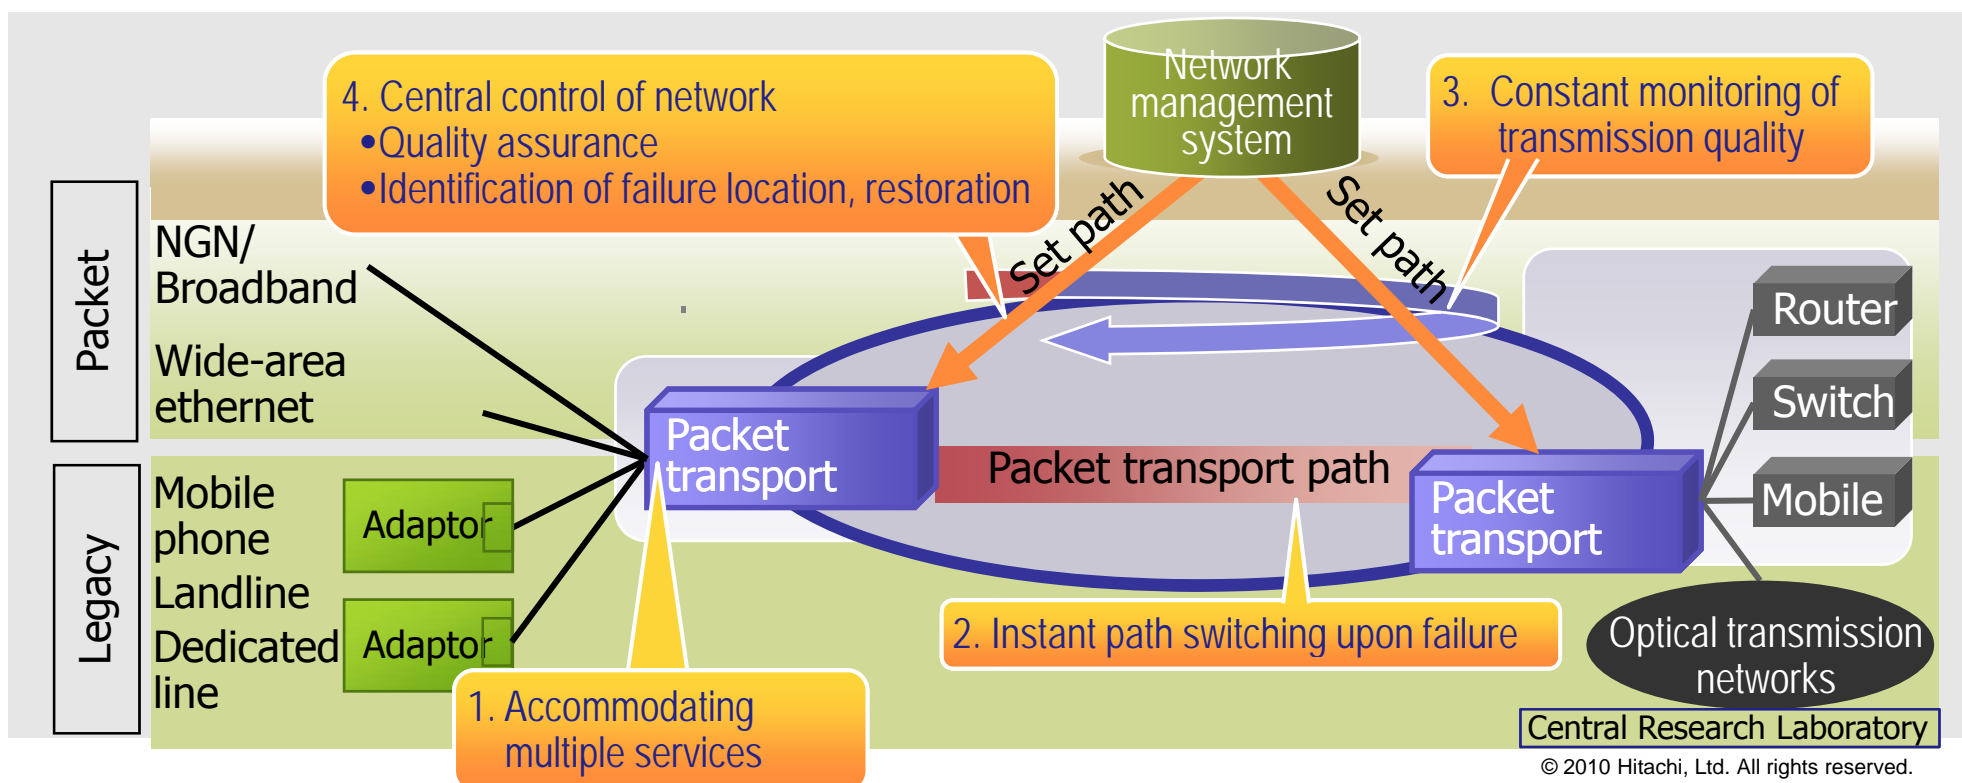 Network
management
system
4. Central control of network
•Quality assurance
•Identification of failure location, restoration
3. Constant monitoring of
transmission quality
Set path
Set path
Packet
NGN/
Broadband
Wide-area
ethernet
Router
Switch
Mobile
Packet
transport
Packet transport path
Packet
transport
Legacy
Mobile
phone
Landline
Dedicated
line
Adaptor
Adaptor
1. Accommodating
multiple services
2. Instant path switching upon failure
Optical transmission
networks
Central Research Laboratory
© 2010 Hitachi, Ltd. All rights reserved.